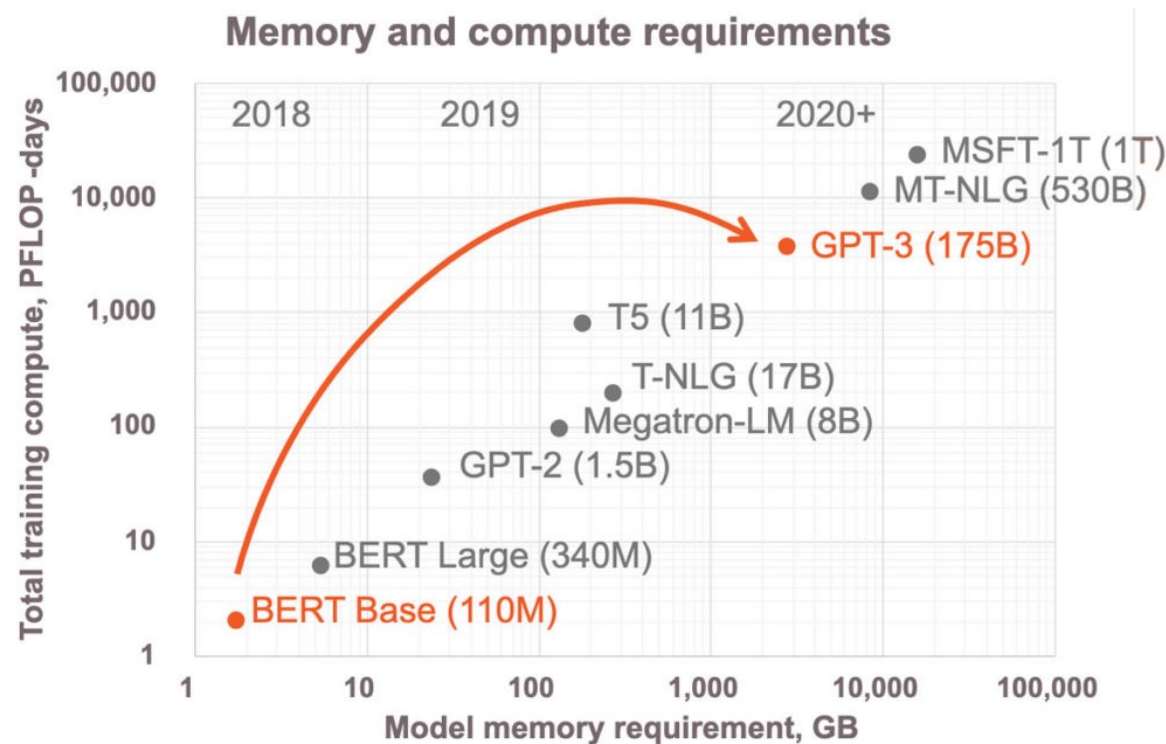 Memory and compute requirements
Total training compute, PFLOP -days
100,000
10,000
1,000
100
10
1
2018
2019
2020+
MSFT-1T (1T)
MT-NLG (530B)
GPT-3 (175B)
T5 (11B)
T-NLG (17B)
Megatron-LM (8B)
GPT-2 (1.5B)
BERT Large (340M)
BERT Base (110M)
1
10
100
1,000
10,000
100,000
Model memory requirement, GB